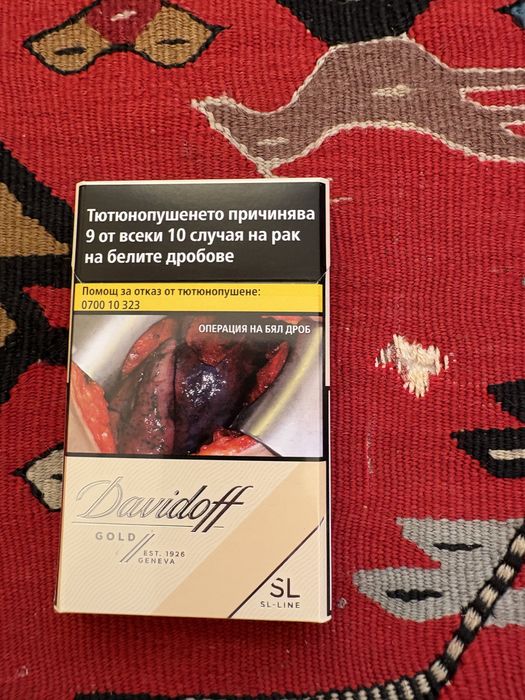 Тютюнопушенето причинява
9 от всеки 10 случая на рак
на белите дробове
Помощ за отказ от тютюнопушене:
0700 10 323
ОПЕРАЦИЯ НА БЯЛ ДРОБ
Davidoff
GOLD
EST. 1926
GENEVA
SL
SL-LINE